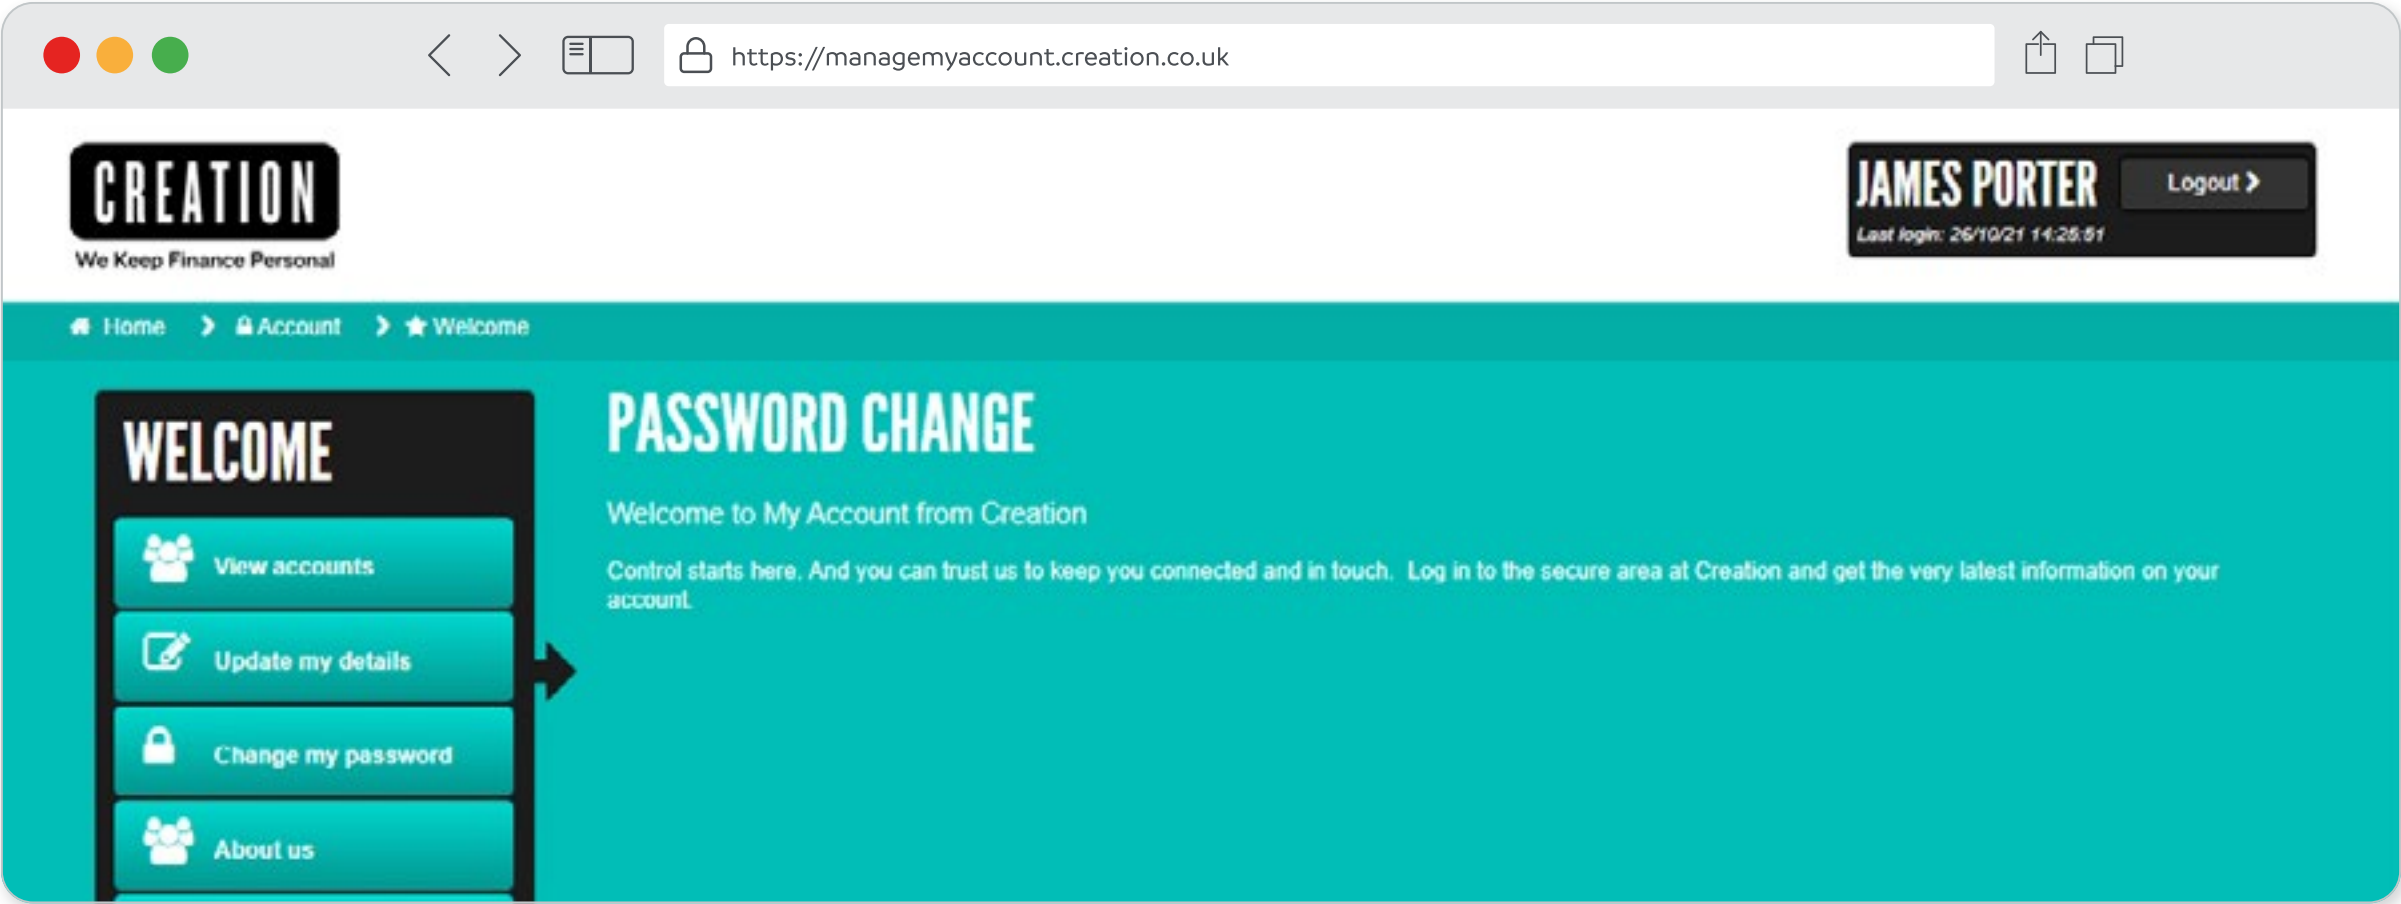 https://managemyaccount.creation.co.uk
CREATION
We Keep Finance Personal
JAMES PORTER
Logout
Last login: 26/10/21 14:25:51
Home
Account
Welcome
WELCOME
View accounts
Update my details
Change my password
About us
PASSWORD CHANGE
Welcome to My Account from Creation
Control starts here. And you can trust us to keep you connected and in touch. Log in to the secure area at Creation and get the very latest information on your
account.